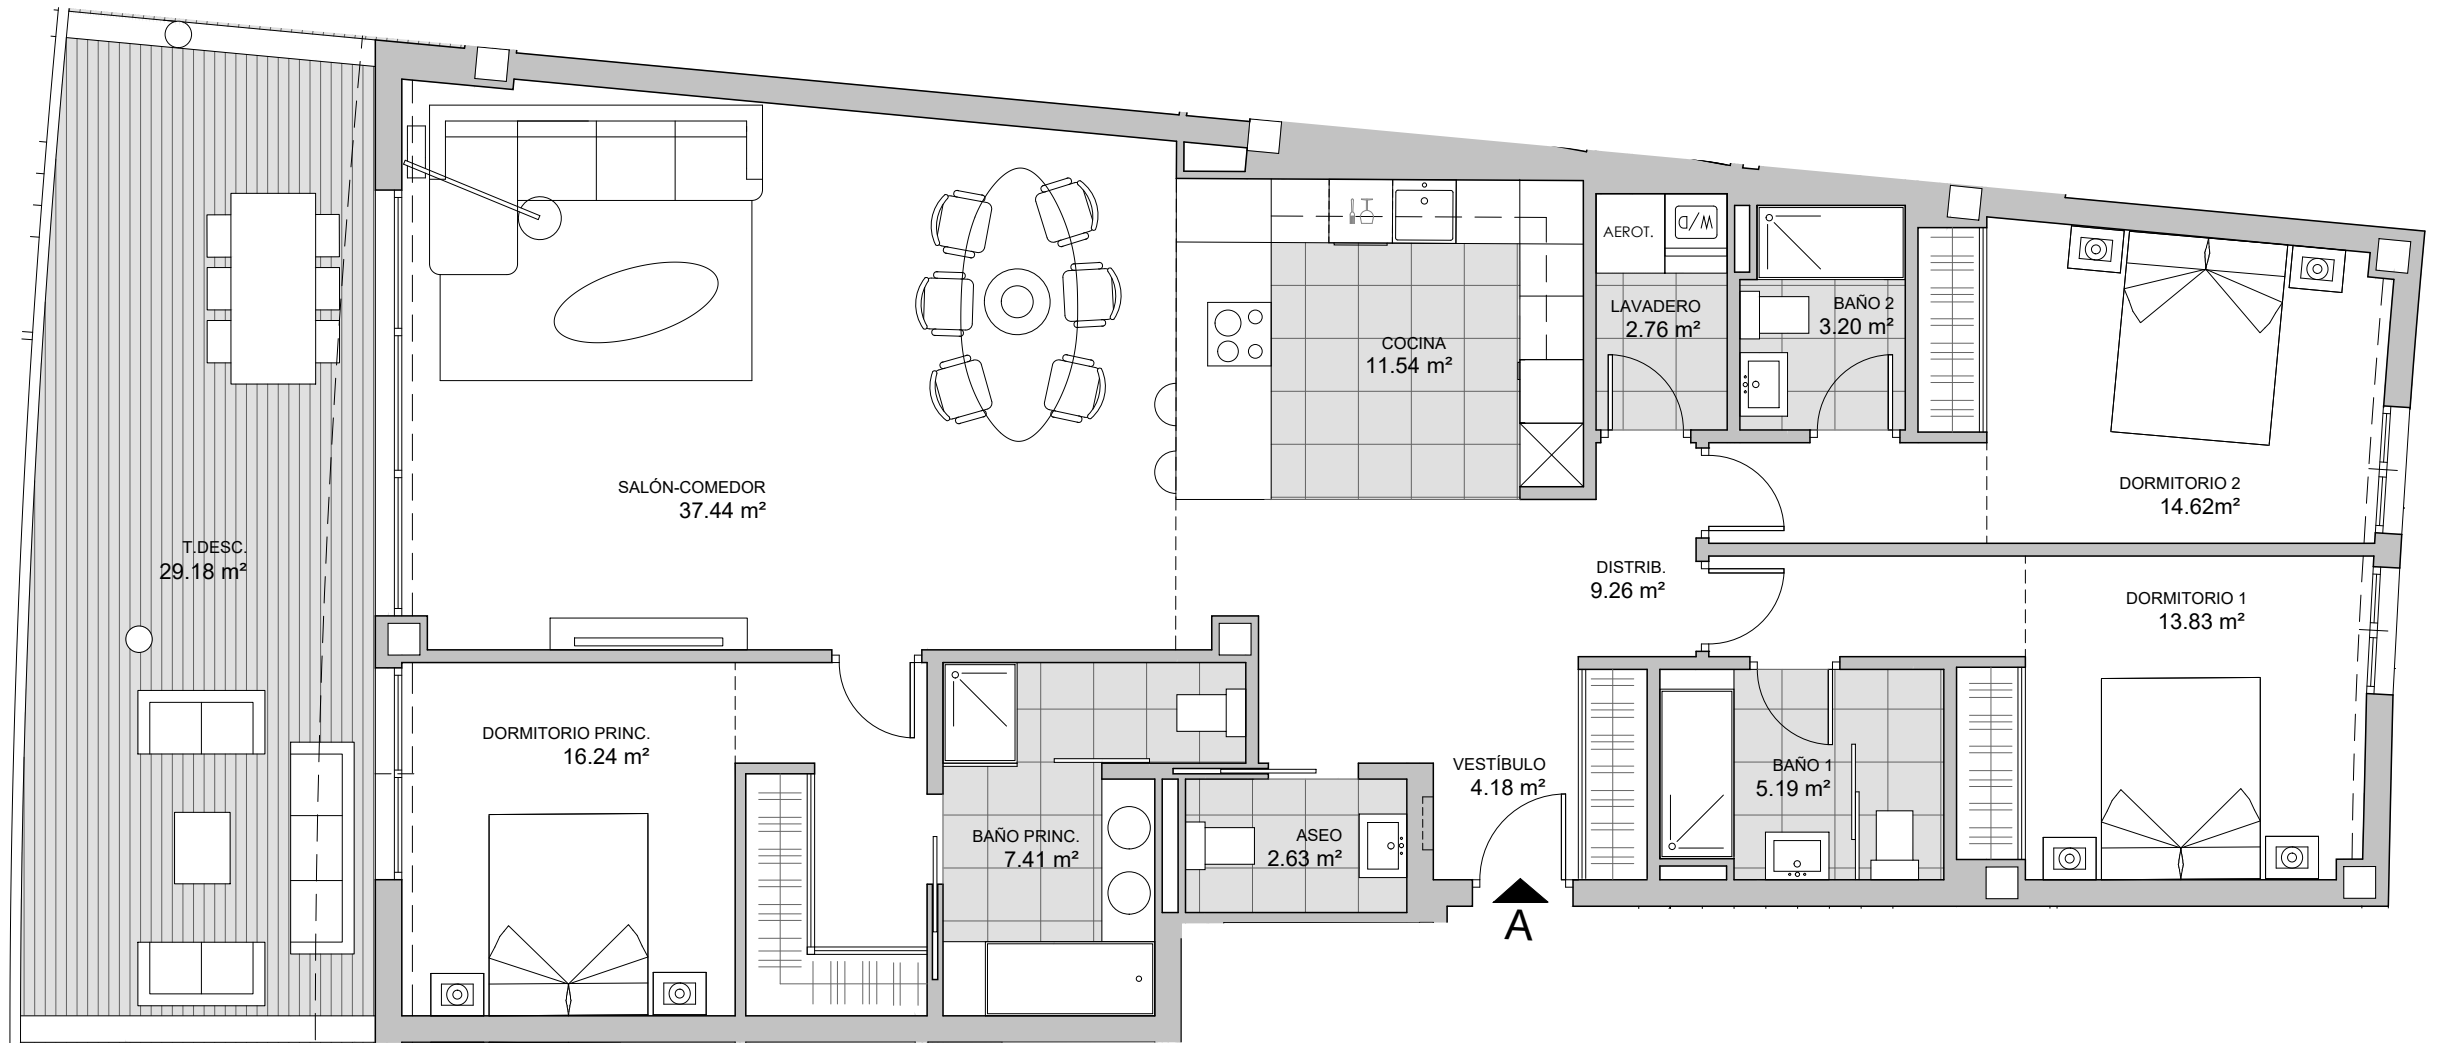 T.DESC.
29.18 m²
SALÓN-COMEDOR
37.44 m²
COCINA
11.54 m²
AEROT.
W/D
LAVADERO
2.76 m²
BAÑO 2
3.20 m²
DORMITORIO 2
14.62m²
DISTRIB.
9.26 m²
DORMITORIO 1
13.83 m²
DORMITORIO PRINC.
16.24 m²
BAÑO PRINC.
7.41 m²
ASEO
2.63 m²
VESTÍBULO
4.18 m²
BAÑO 1
5.19 m²
A